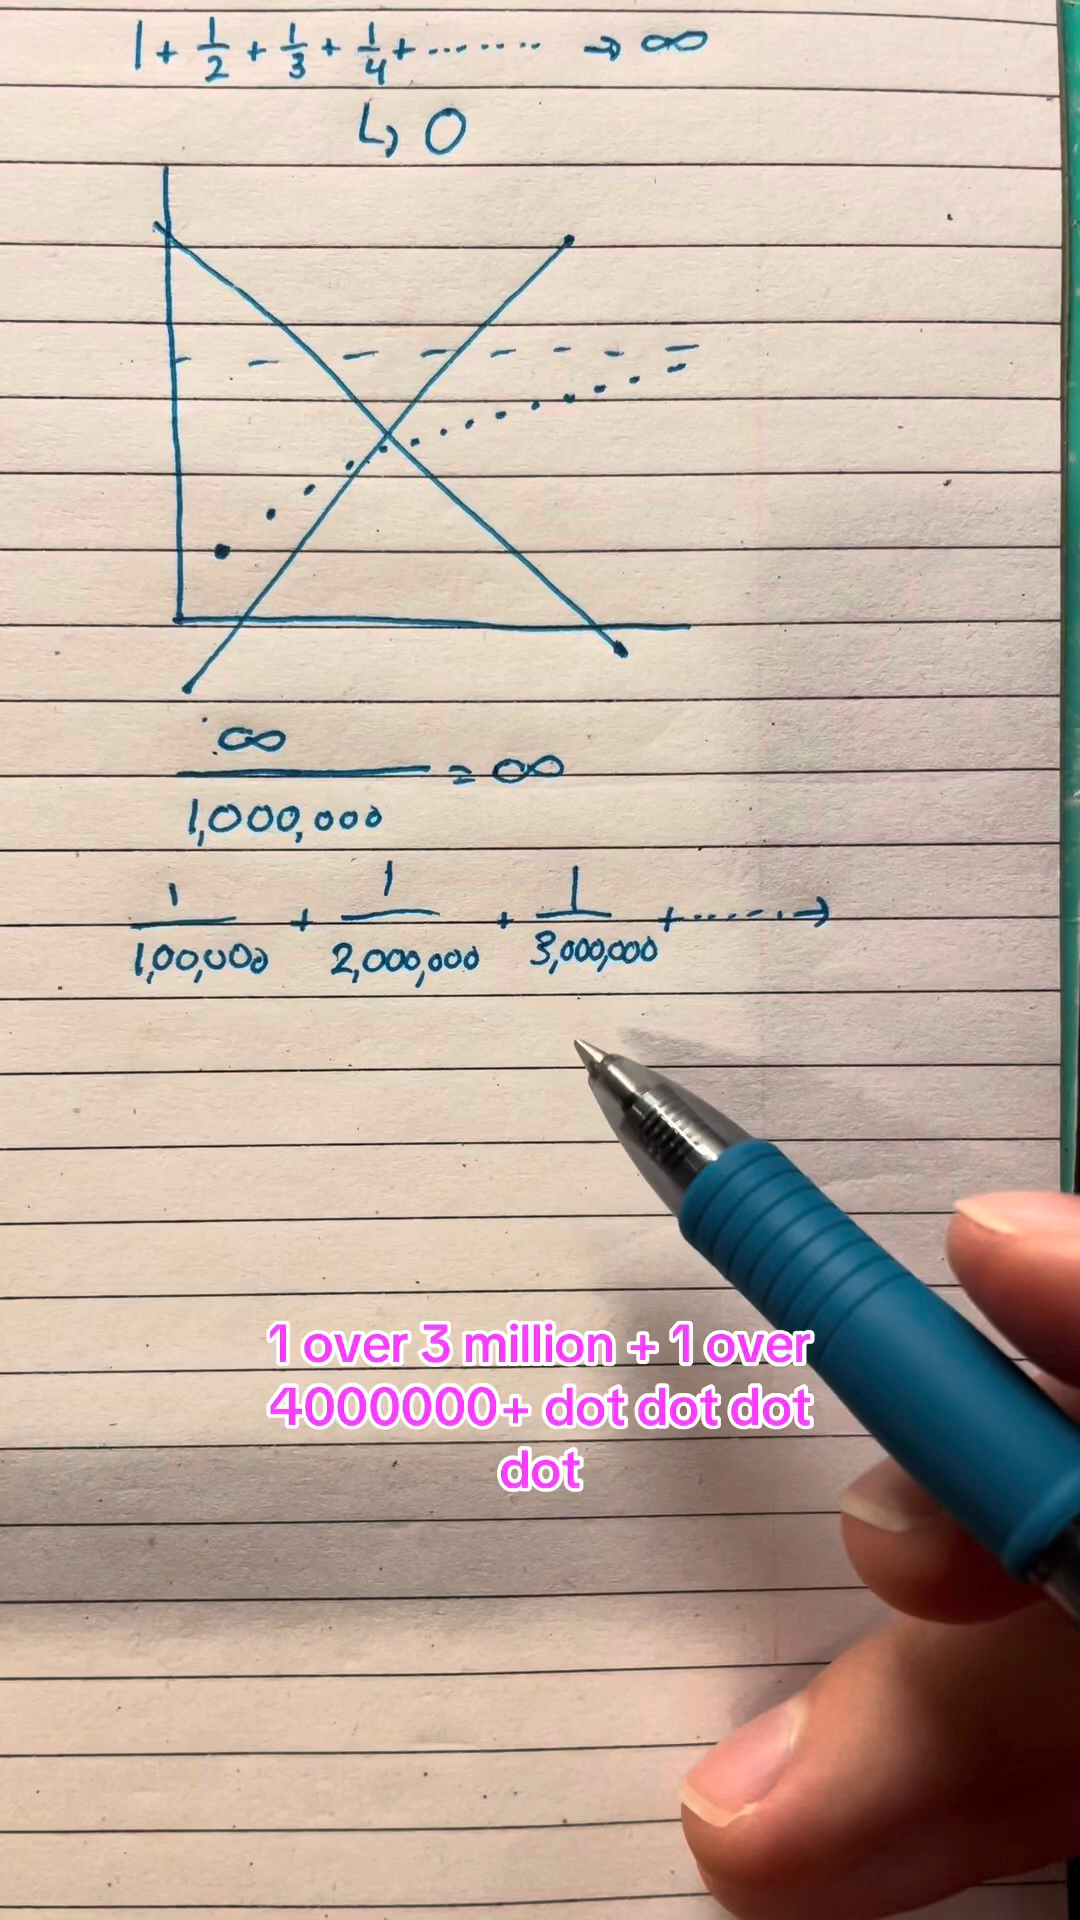 1 + 1/2 + 1/3 + 1/4 + ........ → ∞
↳ 0
∞/1,000,000 = ∞
1/1,00,000 + 1/2,000,000 + 1/3,000,000 + ......→
1 over 3 million + 1 over
4000000+ dot dot dot
dot